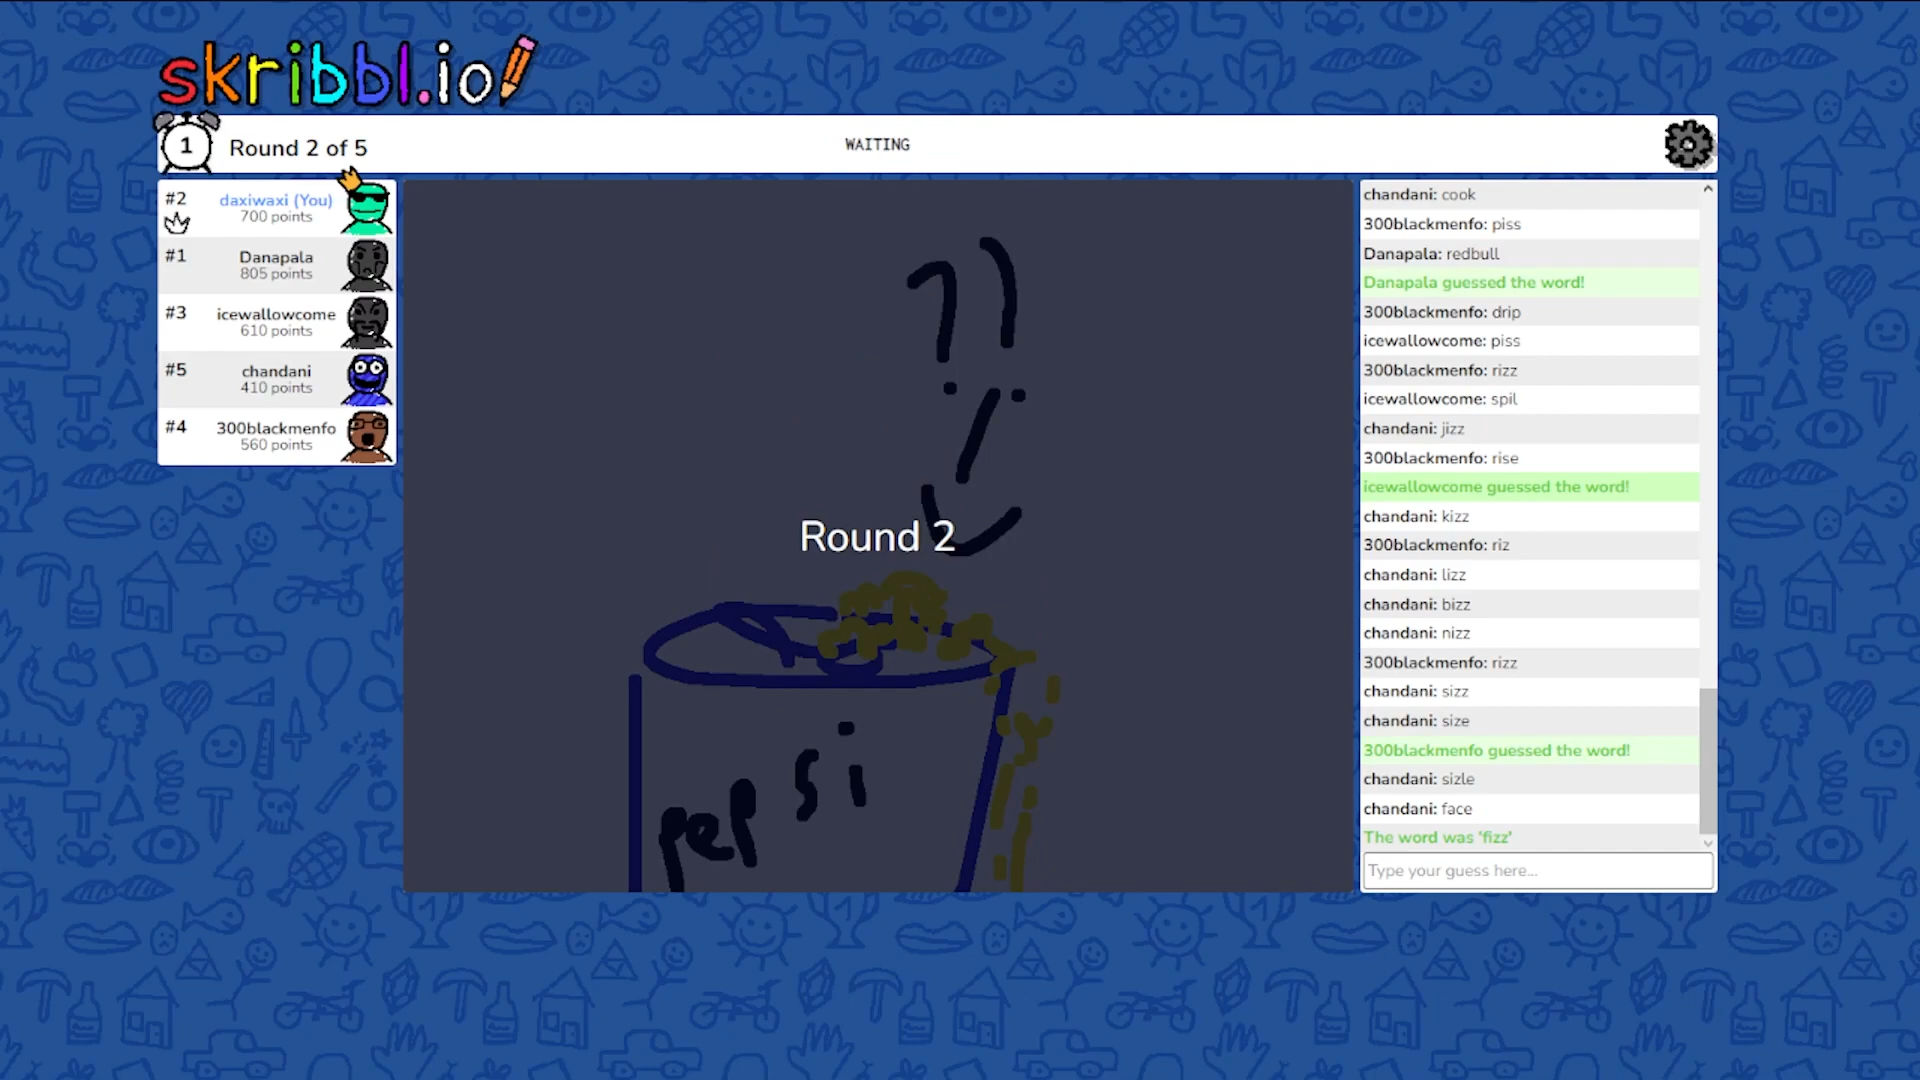 skribbl.io
1
Round 2 of 5
WAITING
#2
daxiwaxi (You)
700 points
#1
Danapala
805 points
#3
icewallowcome
610 points
#5
chandani
410 points
#4
300blackmenfo
560 points
??
Round 2
pepsi
chandani: cook
300blackmenfo: piss
Danapala: redbull
Danapala guessed the word!
300blackmenfo: drip
icewallowcome: piss
300blackmenfo: rizz
icewallowcome: spil
chandani: jizz
300blackmenfo: rise
icewallowcome guessed the word!
chandani: kizz
300blackmenfo: riz
chandani: lizz
chandani: bizz
chandani: nizz
300blackmenfo: rizz
chandani: sizz
chandani: size
300blackmenfo guessed the word!
chandani: sizle
chandani: face
The word was 'fizz'
Type your guess here...